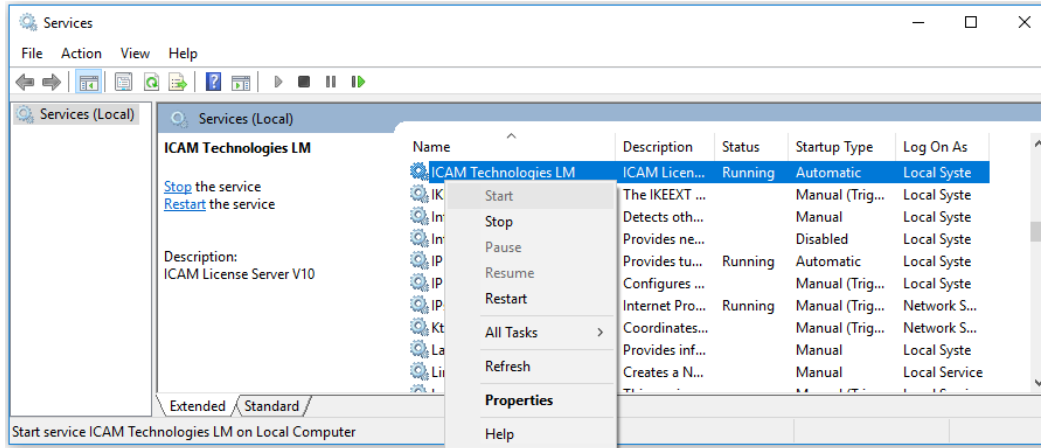 Services
File Action View Help
Services (Local)
Services (Local)
ICAM Technologies LM
Stop the service
Restart the service
Description:
ICAM License Server V10
Name Description Status Startup Type Log On As
ICAM Technologies LM ICAM Licen... Running Automatic Local Syste
IK The IKEEXT ... Manual (Trig... Local Syste
In Detects oth... Manual Local Syste
In Provides ne... Disabled Local Syste
IP Provides tu... Running Automatic Local Syste
IP Configures ... Manual (Trig... Local Syste
IP Internet Pro... Running Manual (Trig... Network S...
Kt Coordinates... Manual (Trig... Network S...
La Provides inf... Manual Local Syste
Li Creates a N... Manual Local Service
Start
Stop
Pause
Resume
Restart
All Tasks
Refresh
Properties
Help
Extended Standard
Start service ICAM Technologies LM on Local Computer